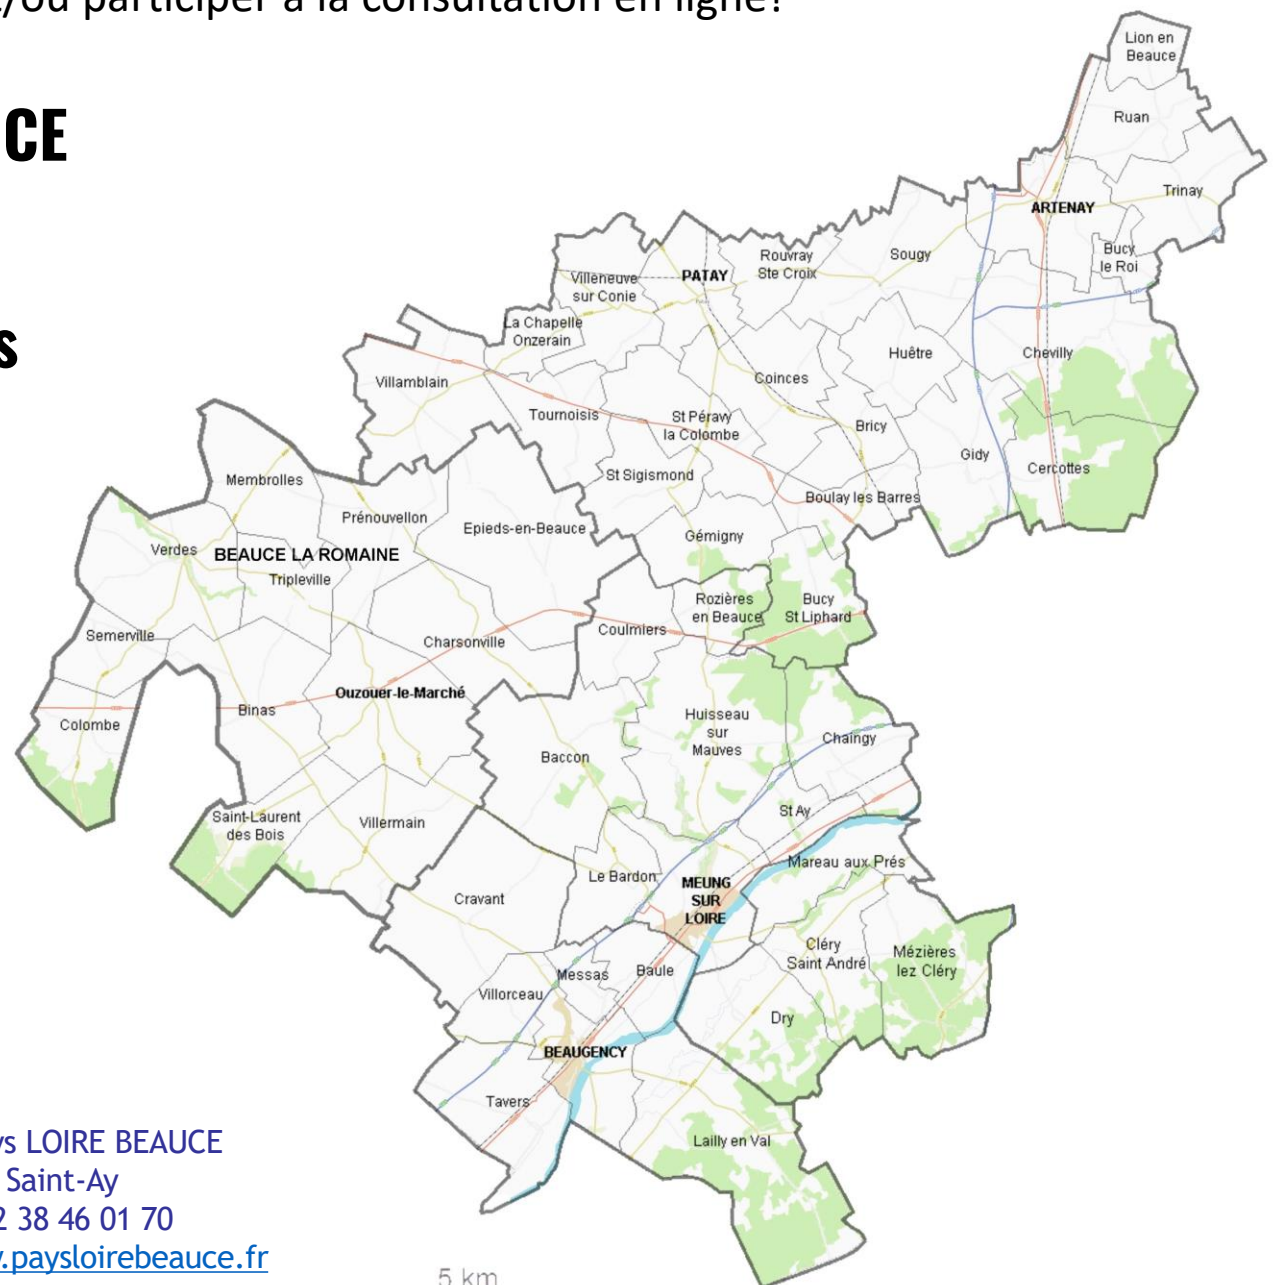 /ou participer à la consultation en ligne!
CE
s
Lion en
Beauce
Ruan
Trinay
ARTENAY
Bucy
le Roi
Sougy
Rouvray
Ste Croix
PATAY
Villeneuve
sur Conie
La Chapelle
Onzerain
Huêtre
Chevilly
Villamblain
Coinces
Tournoisis
St Péravy
la Colombe
Bricy
Gidy
Cercottes
St Sigismond
Membrolles
Boulay les Barres
Prénouvellon
Epieds-en-Beauce
Gémigny
Verdes
BEAUCE LA ROMAINE
Tripleville
Rozières
en Beauce
Bucy
St Liphard
Coulmiers
Semerville
Charsonville
Ouzouer-le-Marché
Binas
Colombe
Huisseau
sur
Mauves
Chaingy
Baccon
St Ay
Saint-Laurent
des Bois
Villermain
Mareau aux Prés
Le Bardon
MEUNG
SUR
LOIRE
Cravant
Cléry
Saint André
Mézières
lez Cléry
Messas
Baule
Villorceau
Dry
BEAUGENCY
Tavers
Lailly en Val
ys LOIRE BEAUCE
Saint-Ay
2 38 46 01 70
.paysloirebeauce.fr
5 km